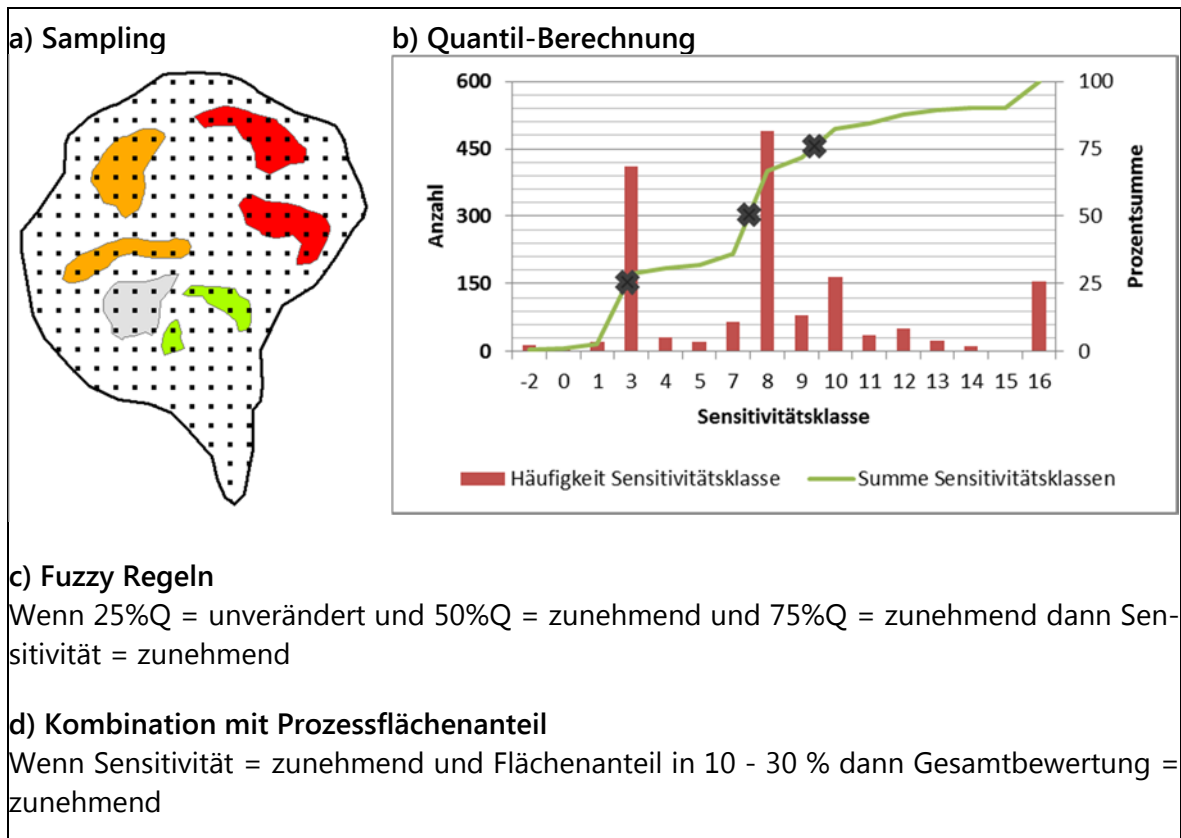 a) Sampling
b) Quantil-Berechnung
600
450
300
150
0
Anzahl
100
75
50
25
0
Prozentsumme
-2 0 1 3 4 5 7 8 9 10 11 12 13 14 15 16
Sensitivitätsklasse
Häufigkeit Sensitivitätsklasse
Summe Sensitivitätsklassen
c) Fuzzy Regeln
Wenn 25%Q = unverändert und 50%Q = zunehmend und 75%Q = zunehmend dann Sen-
sitivität = zunehmend
d) Kombination mit Prozessflächenanteil
Wenn Sensitivität = zunehmend und Flächenanteil in 10 - 30 % dann Gesamtbewertung =
zunehmend